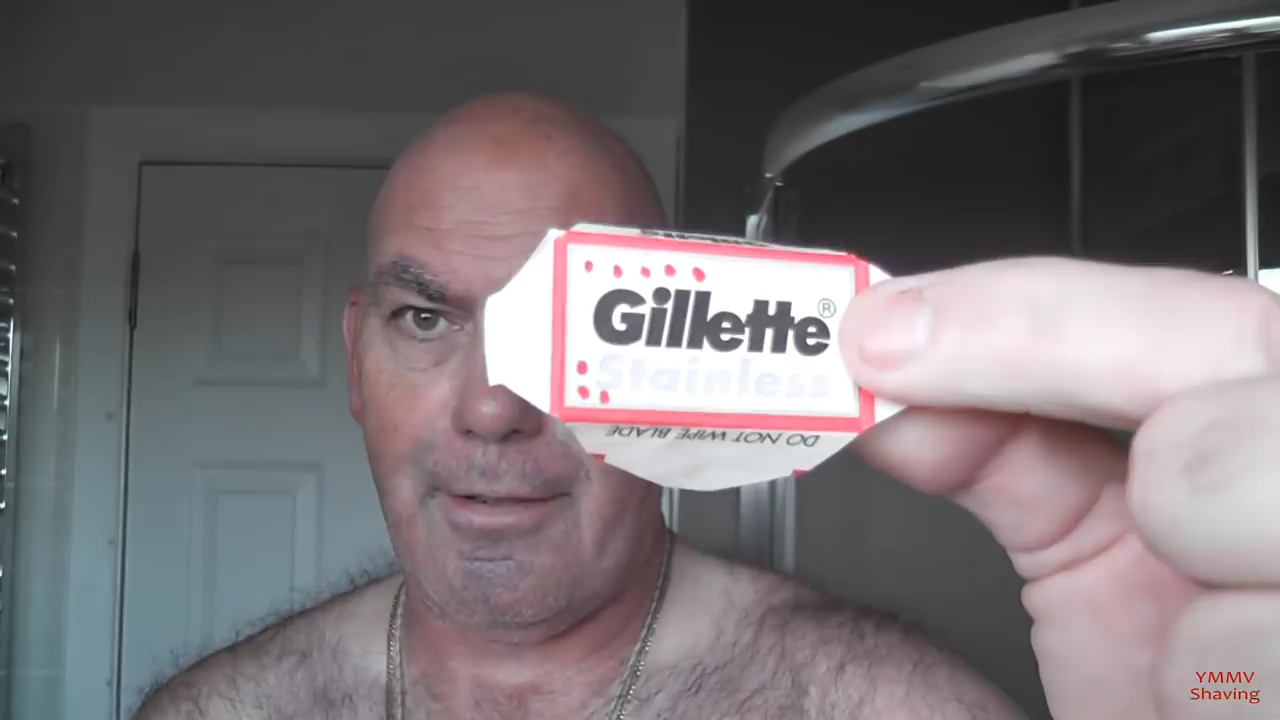 Gillette®
Stainless
DO NOT WIPE BLADE
YMMV
Shaving